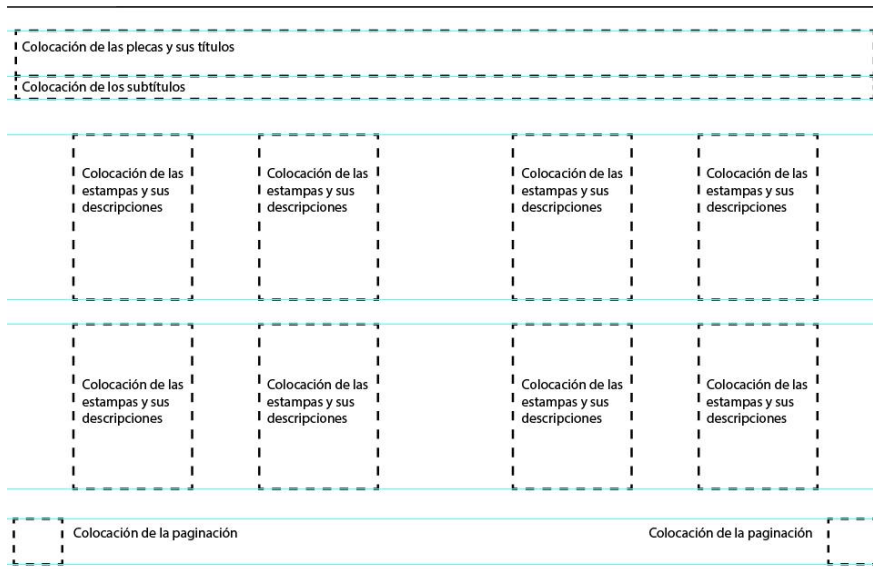 Colocación de las plecas y sus títulos
Colocación de los subtítulos
Colocación de las
estampas y sus
descripciones
Colocación de las
estampas y sus
descripciones
Colocación de las
estampas y sus
descripciones
Colocación de las
estampas y sus
descripciones
Colocación de las
estampas y sus
descripciones
Colocación de las
estampas y sus
descripciones
Colocación de las
estampas y sus
descripciones
Colocación de las
estampas y sus
descripciones
Colocación de la paginación
Colocación de la paginación